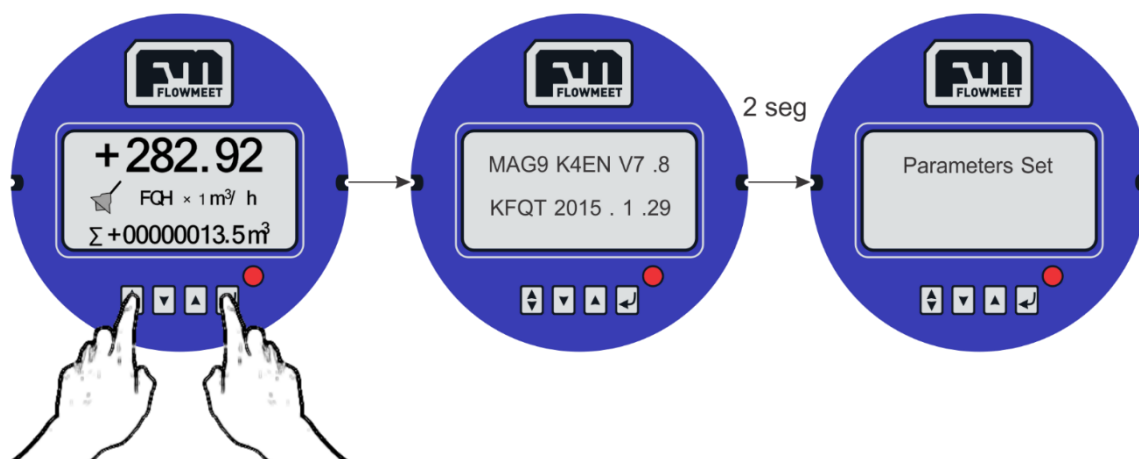 FLOWMEET
+282.92
FQH × 1 m³/ h
Σ +00000013.5m³
FLOWMEET
MAG9 K4EN V7 .8
KFQT 2015 . 1 .29
2 seg
FLOWMEET
Parameters Set